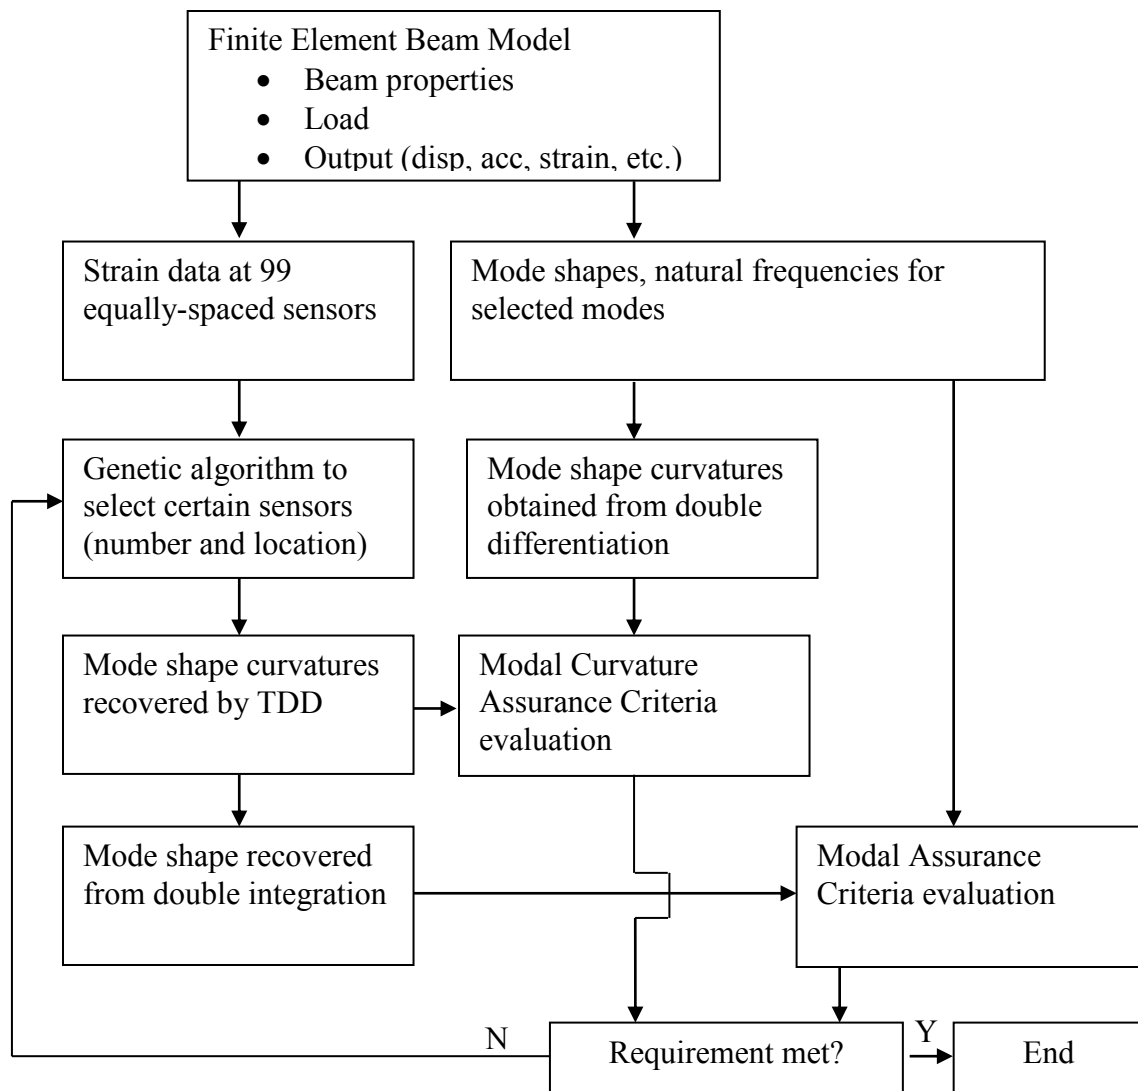 Finite Element Beam Model
• Beam properties
• Load
• Output (disp, acc, strain, etc.)
Strain data at 99
equally-spaced sensors
Mode shapes, natural frequencies for
selected modes
Genetic algorithm to
select certain sensors
(number and location)
Mode shape curvatures
obtained from double
differentiation
Mode shape curvatures
recovered by TDD
Modal Curvature
Assurance Criteria
evaluation
Mode shape recovered
from double integration
Modal Assurance
Criteria evaluation
N
Requirement met?
Y
End